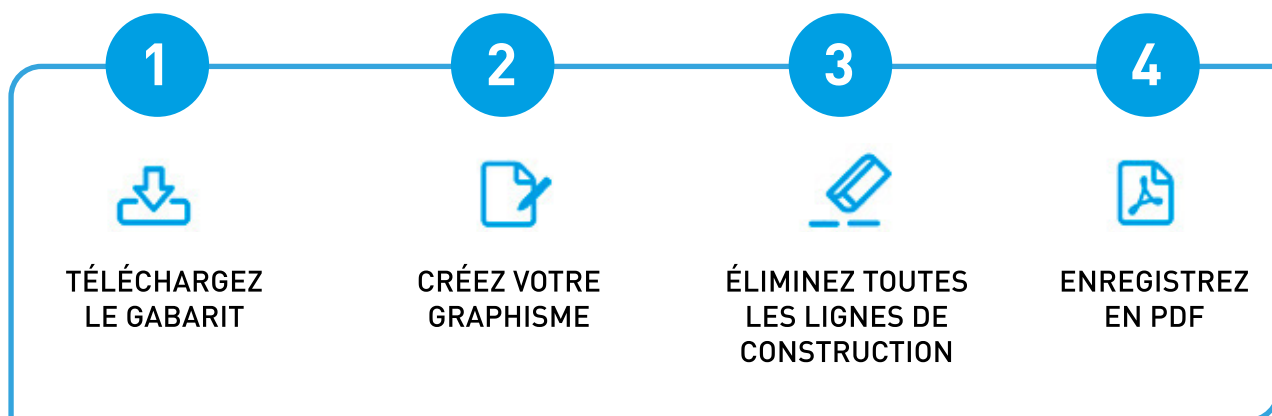 1
2
3
4
TÉLÉCHARGEZ
LE GABARIT
CRÉEZ VOTRE
GRAPHISME
ÉLIMINEZ TOUTES
LES LIGNES DE
CONSTRUCTION
ENREGISTREZ
EN PDF